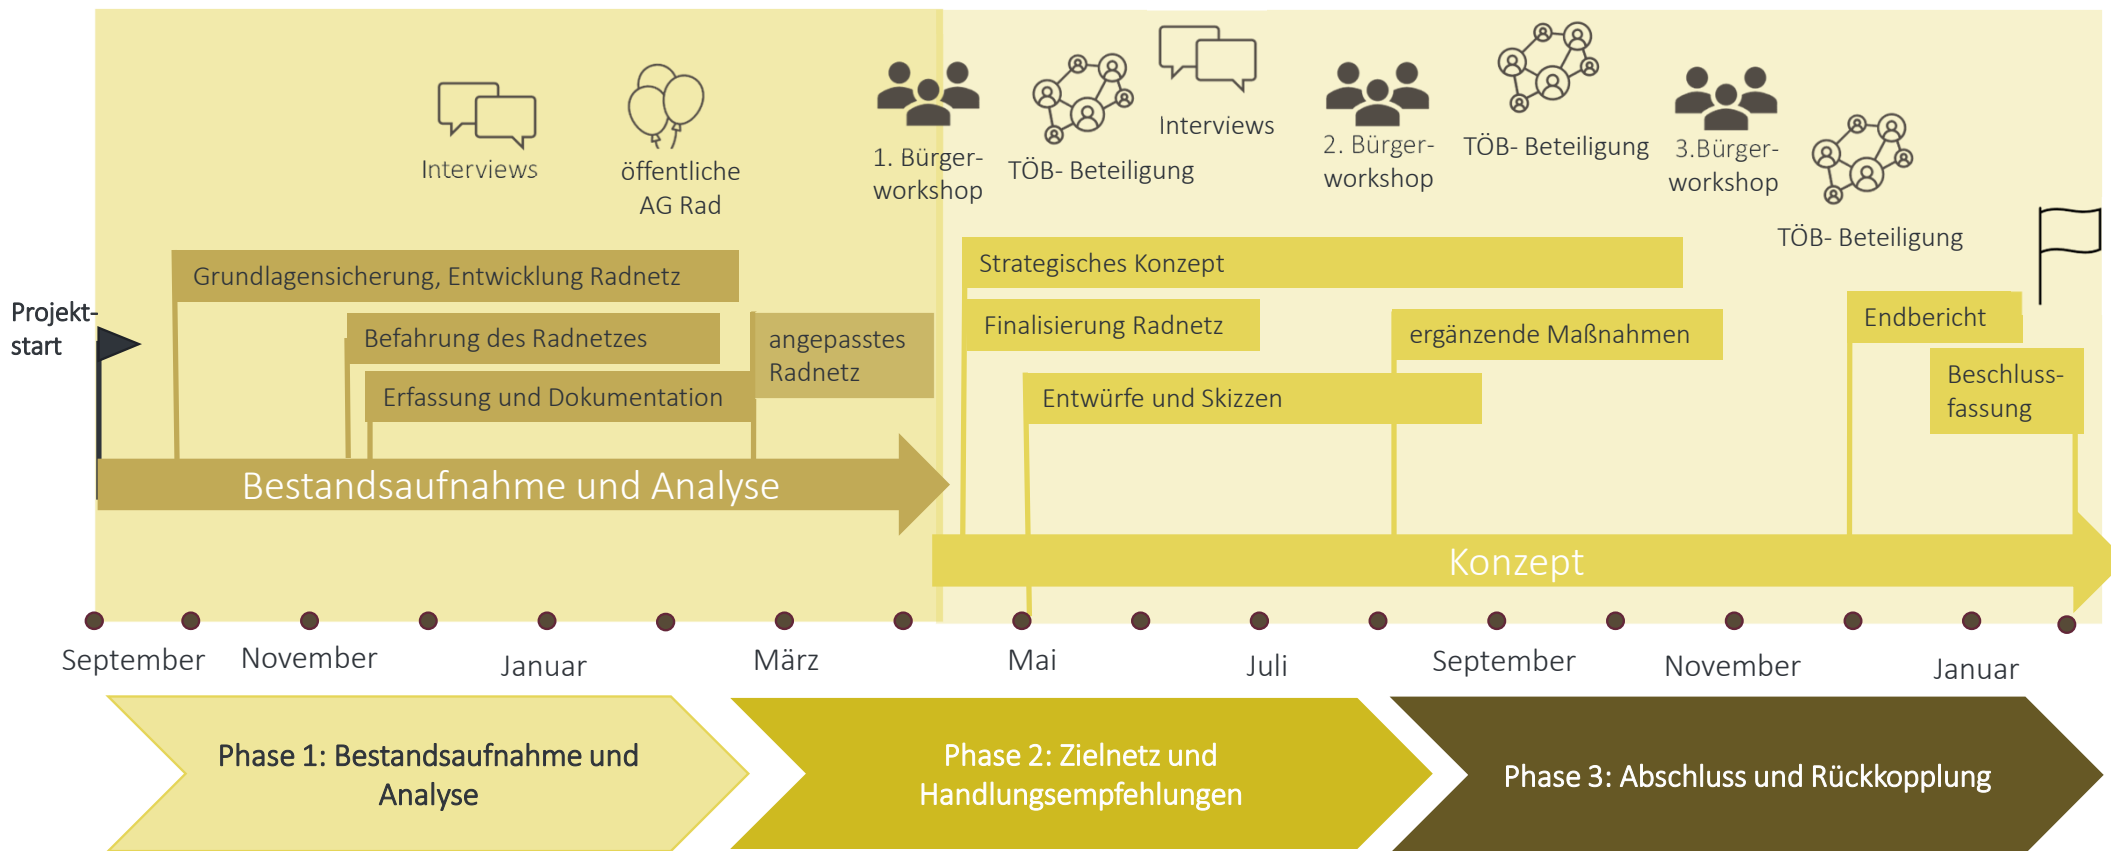 Interviews
öffentliche
AG Rad
1. Bürger-
workshop
TÖB- Beteiligung
Interviews
2. Bürger-
workshop
TÖB- Beteiligung
3.Bürger-
workshop
TÖB- Beteiligung
Projekt-
start
Grundlagensicherung, Entwicklung Radnetz
Befahrung des Radnetzes
Erfassung und Dokumentation
angepasstes
Radnetz
Strategisches Konzept
Finalisierung Radnetz
Entwürfe und Skizzen
ergänzende Maßnahmen
Endbericht
Beschluss-
fassung
Bestandsaufnahme und Analyse
Konzept
September
November
Januar
März
Mai
Juli
September
November
Januar
Phase 1: Bestandsaufnahme und
Analyse
Phase 2: Zielnetz und
Handlungsempfehlungen
Phase 3: Abschluss und Rückkopplung